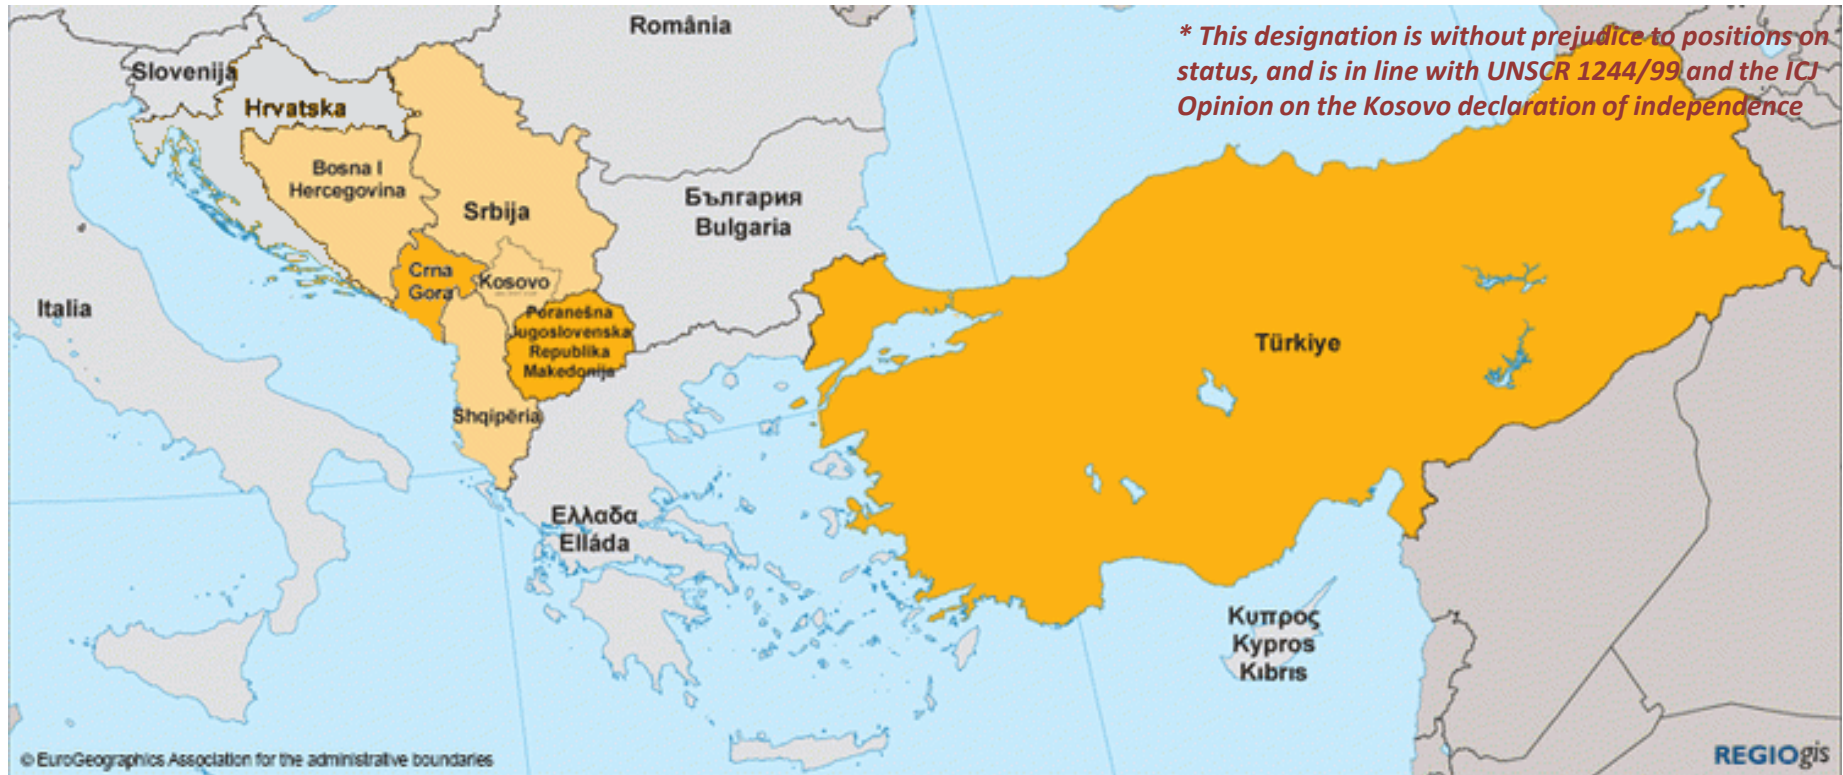 România
* This designation is without prejudice to positions on
status, and is in line with UNSCR 1244/99 and the ICJ
Opinion on the Kosovo declaration of independence
Slovenija
Hrvatska
Bosna I
Hercegovina
Srbija
България
Bulgaria
Crna
Gora
Kosovo
Italia
Poranešna
Jugoslovenska
Republika
Makedonija
Türkiye
Shqipëria
Ελλαδα
Elláda
Κυπρος
Kypros
Kıbrıs
© EuroGeographics Association for the administrative boundaries
REGIOgis